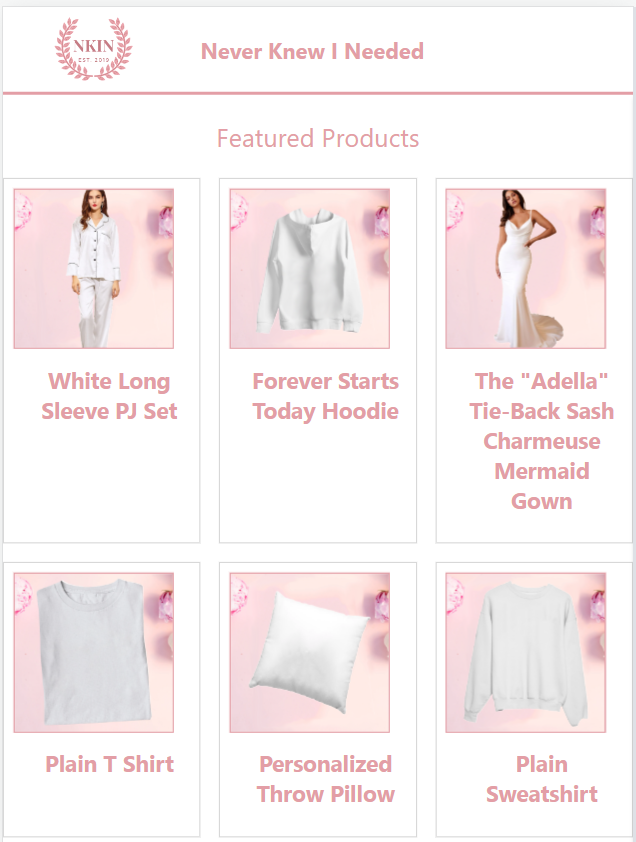 NKIN
EST. 2019
Never Knew I Needed
Featured Products
White Long
Sleeve PJ Set
Forever Starts
Today Hoodie
The "Adella"
Tie-Back Sash
Charmeuse
Mermaid
Gown
Plain T Shirt
Personalized
Throw Pillow
Plain
Sweatshirt